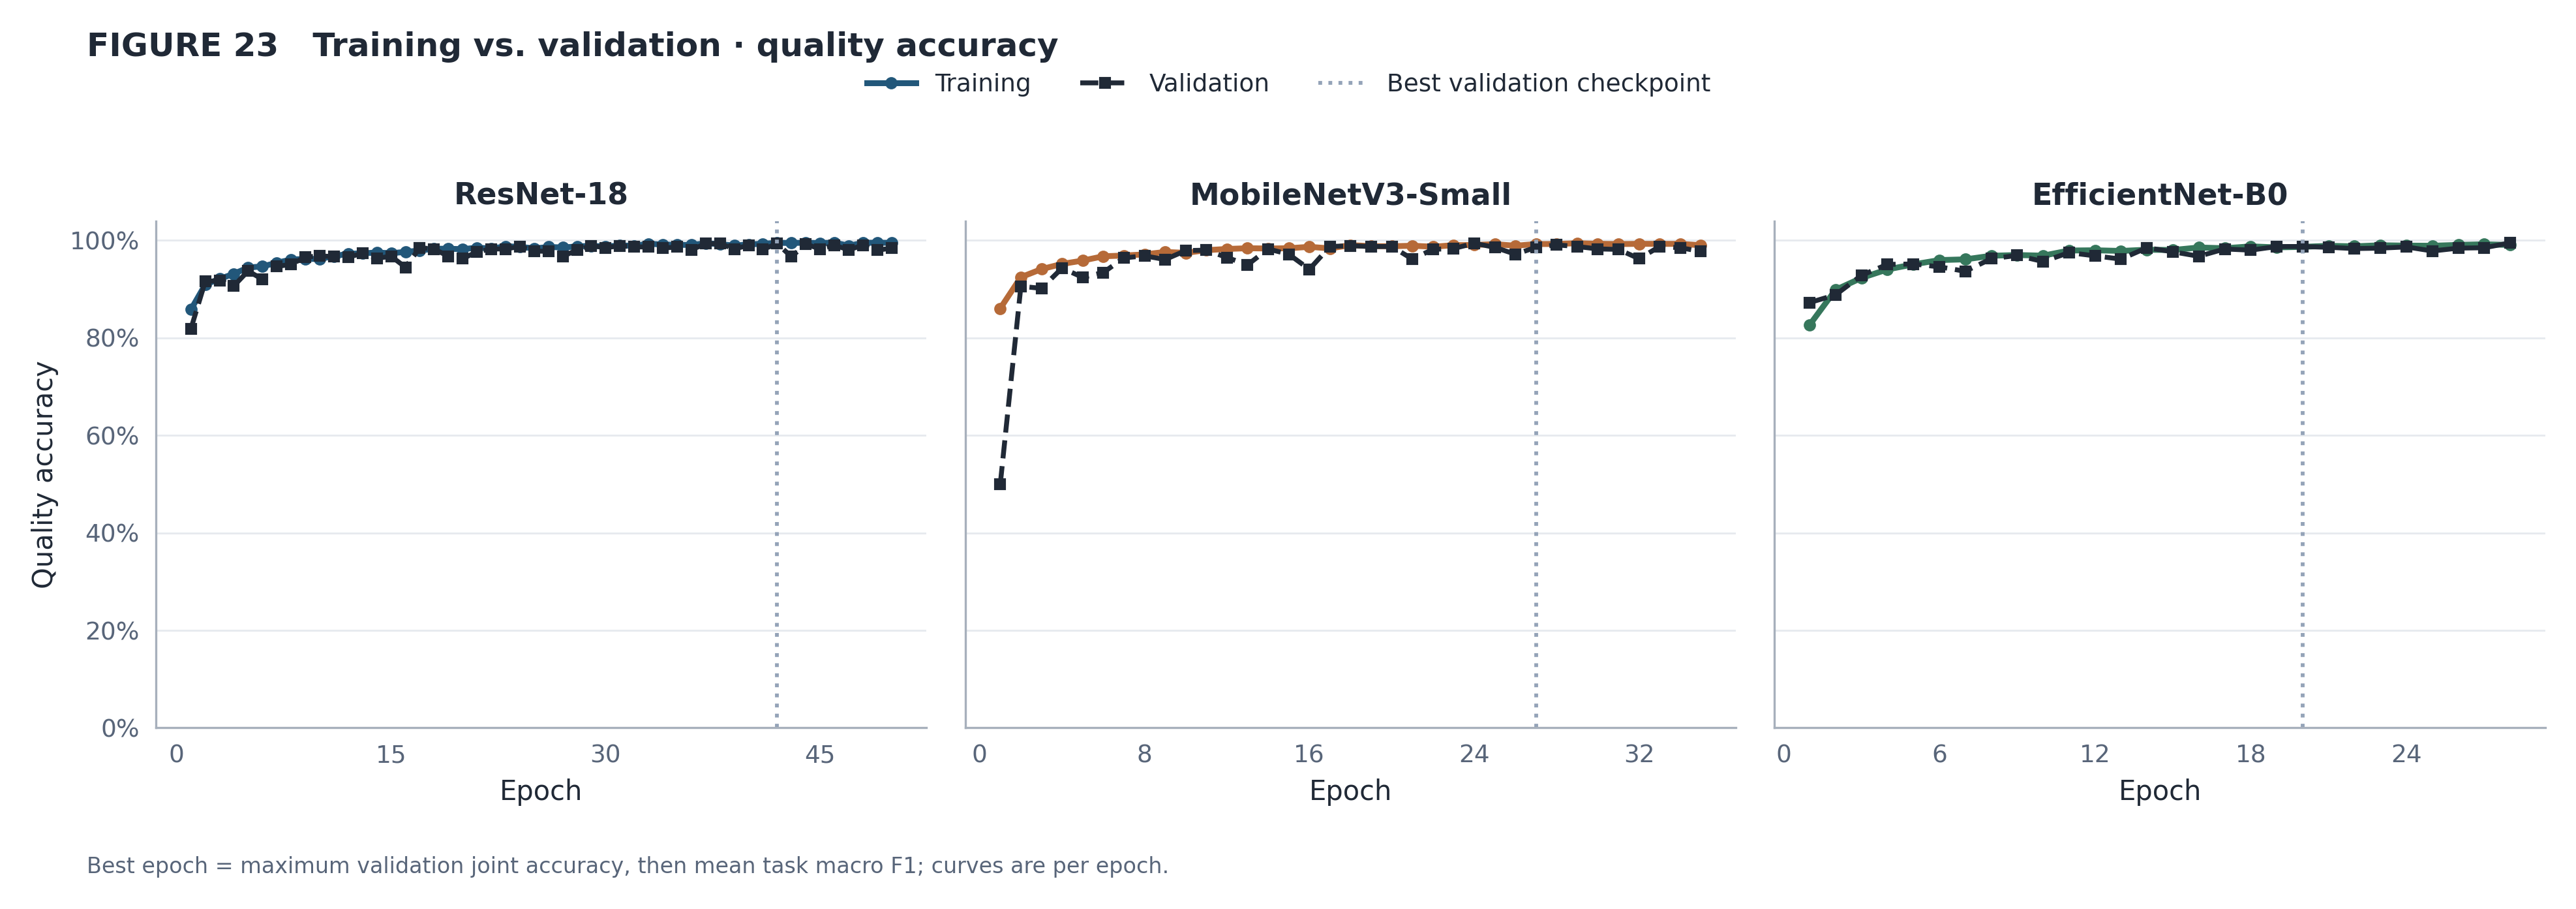 FIGURE 23 Training vs. validation · quality accuracy
Training Validation Best validation checkpoint
ResNet-18 MobileNetV3-Small EfficientNet-B0
Quality accuracy
100%
80%
60%
40%
20%
0%
0 15 30 45
0 8 16 24 32
0 6 12 18 24
Epoch Epoch Epoch
Best epoch = maximum validation joint accuracy, then mean task macro F1; curves are per epoch.